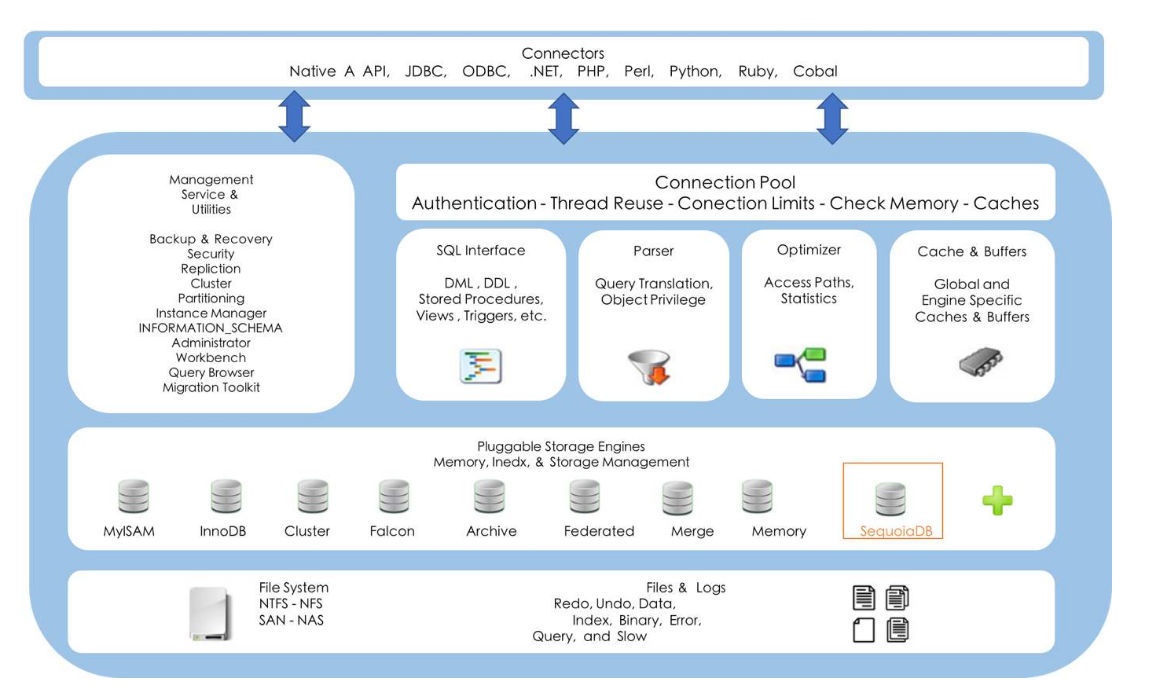 Connectors
Native A API, JDBC, ODBC, .NET, PHP, Perl, Python, Ruby, Cobal
Management
Service &
Utilities
Backup & Recovery
Security
Repliction
Cluster
Partitioning
Instance Manager
INFORMATION_SCHEMA
Administrator
Workbench
Query Browser
Migration Toolkit
Connection Pool
Authentication - Thread Reuse - Conection Limits - Check Memory - Caches
SQL Interface
DML , DDL ,
Stored Procedures,
Views , Triggers, etc.
Parser
Query Translation,
Object Privilege
Optimizer
Access Paths,
Statistics
Cache & Buffers
Global and
Engine Specific
Caches & Buffers
Pluggable Storage Engines
Memory, Inedx, & Storage Management
MyISAM
InnoDB
Cluster
Falcon
Archive
Federated
Merge
Memory
SequoiaDB
File System
NTFS - NFS
SAN - NAS
Files & Logs
Redo, Undo, Data,
Index, Binary, Error,
Query, and Slow